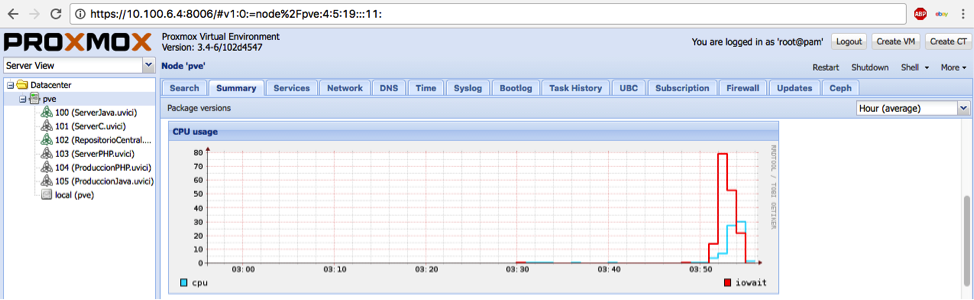 https://10.100.6.4:8006/#v1:0:=node%2Fpve:4:5:19:::11:
ABP
ebay
PROXMOX
Proxmox Virtual Environment
Version: 3.4-6/102d4547
You are logged in as 'root@pam'
Logout
Create VM
Create CT
Server View
Node 'pve'
Restart
Shutdown
Shell
More
Datacenter
pve
100 (ServerJava.uvici)
101 (ServerC.uvici)
102 (RepositorioCentral....
103 (ServerPHP.uvici)
104 (ProduccionPHP.uvici)
105 (ProduccionJava.uvici)
local (pve)
Search
Summary
Services
Network
DNS
Time
Syslog
Bootlog
Task History
UBC
Subscription
Firewall
Updates
Ceph
Package versions
Hour (average)
CPU usage
80
70
60
50
40
30
20
10
0
03:00
03:10
03:20
03:30
03:40
03:50
cpu
iowait
RRDTOOL / TOBI OETIKER